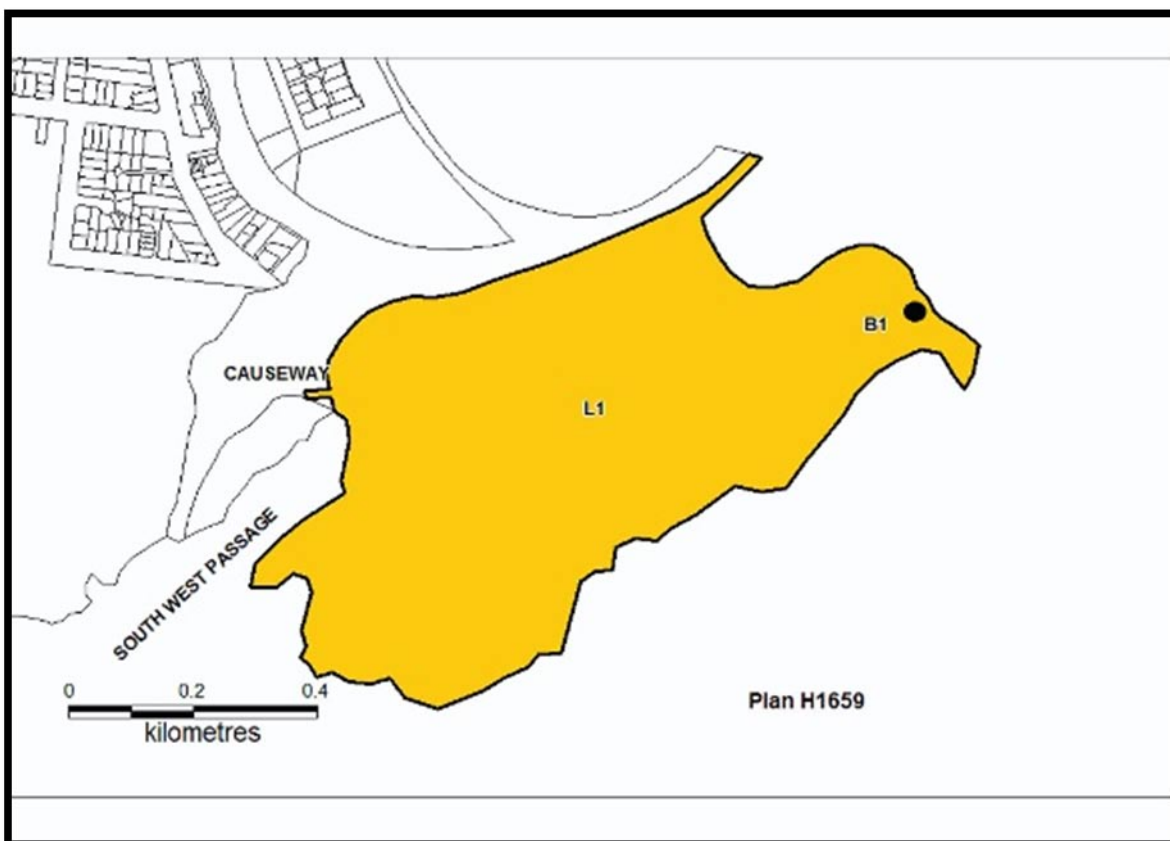 B1
CAUSEWAY
L1
SOUTH WEST PASSAGE
0 0.2 0.4
kilometres
Plan H1659